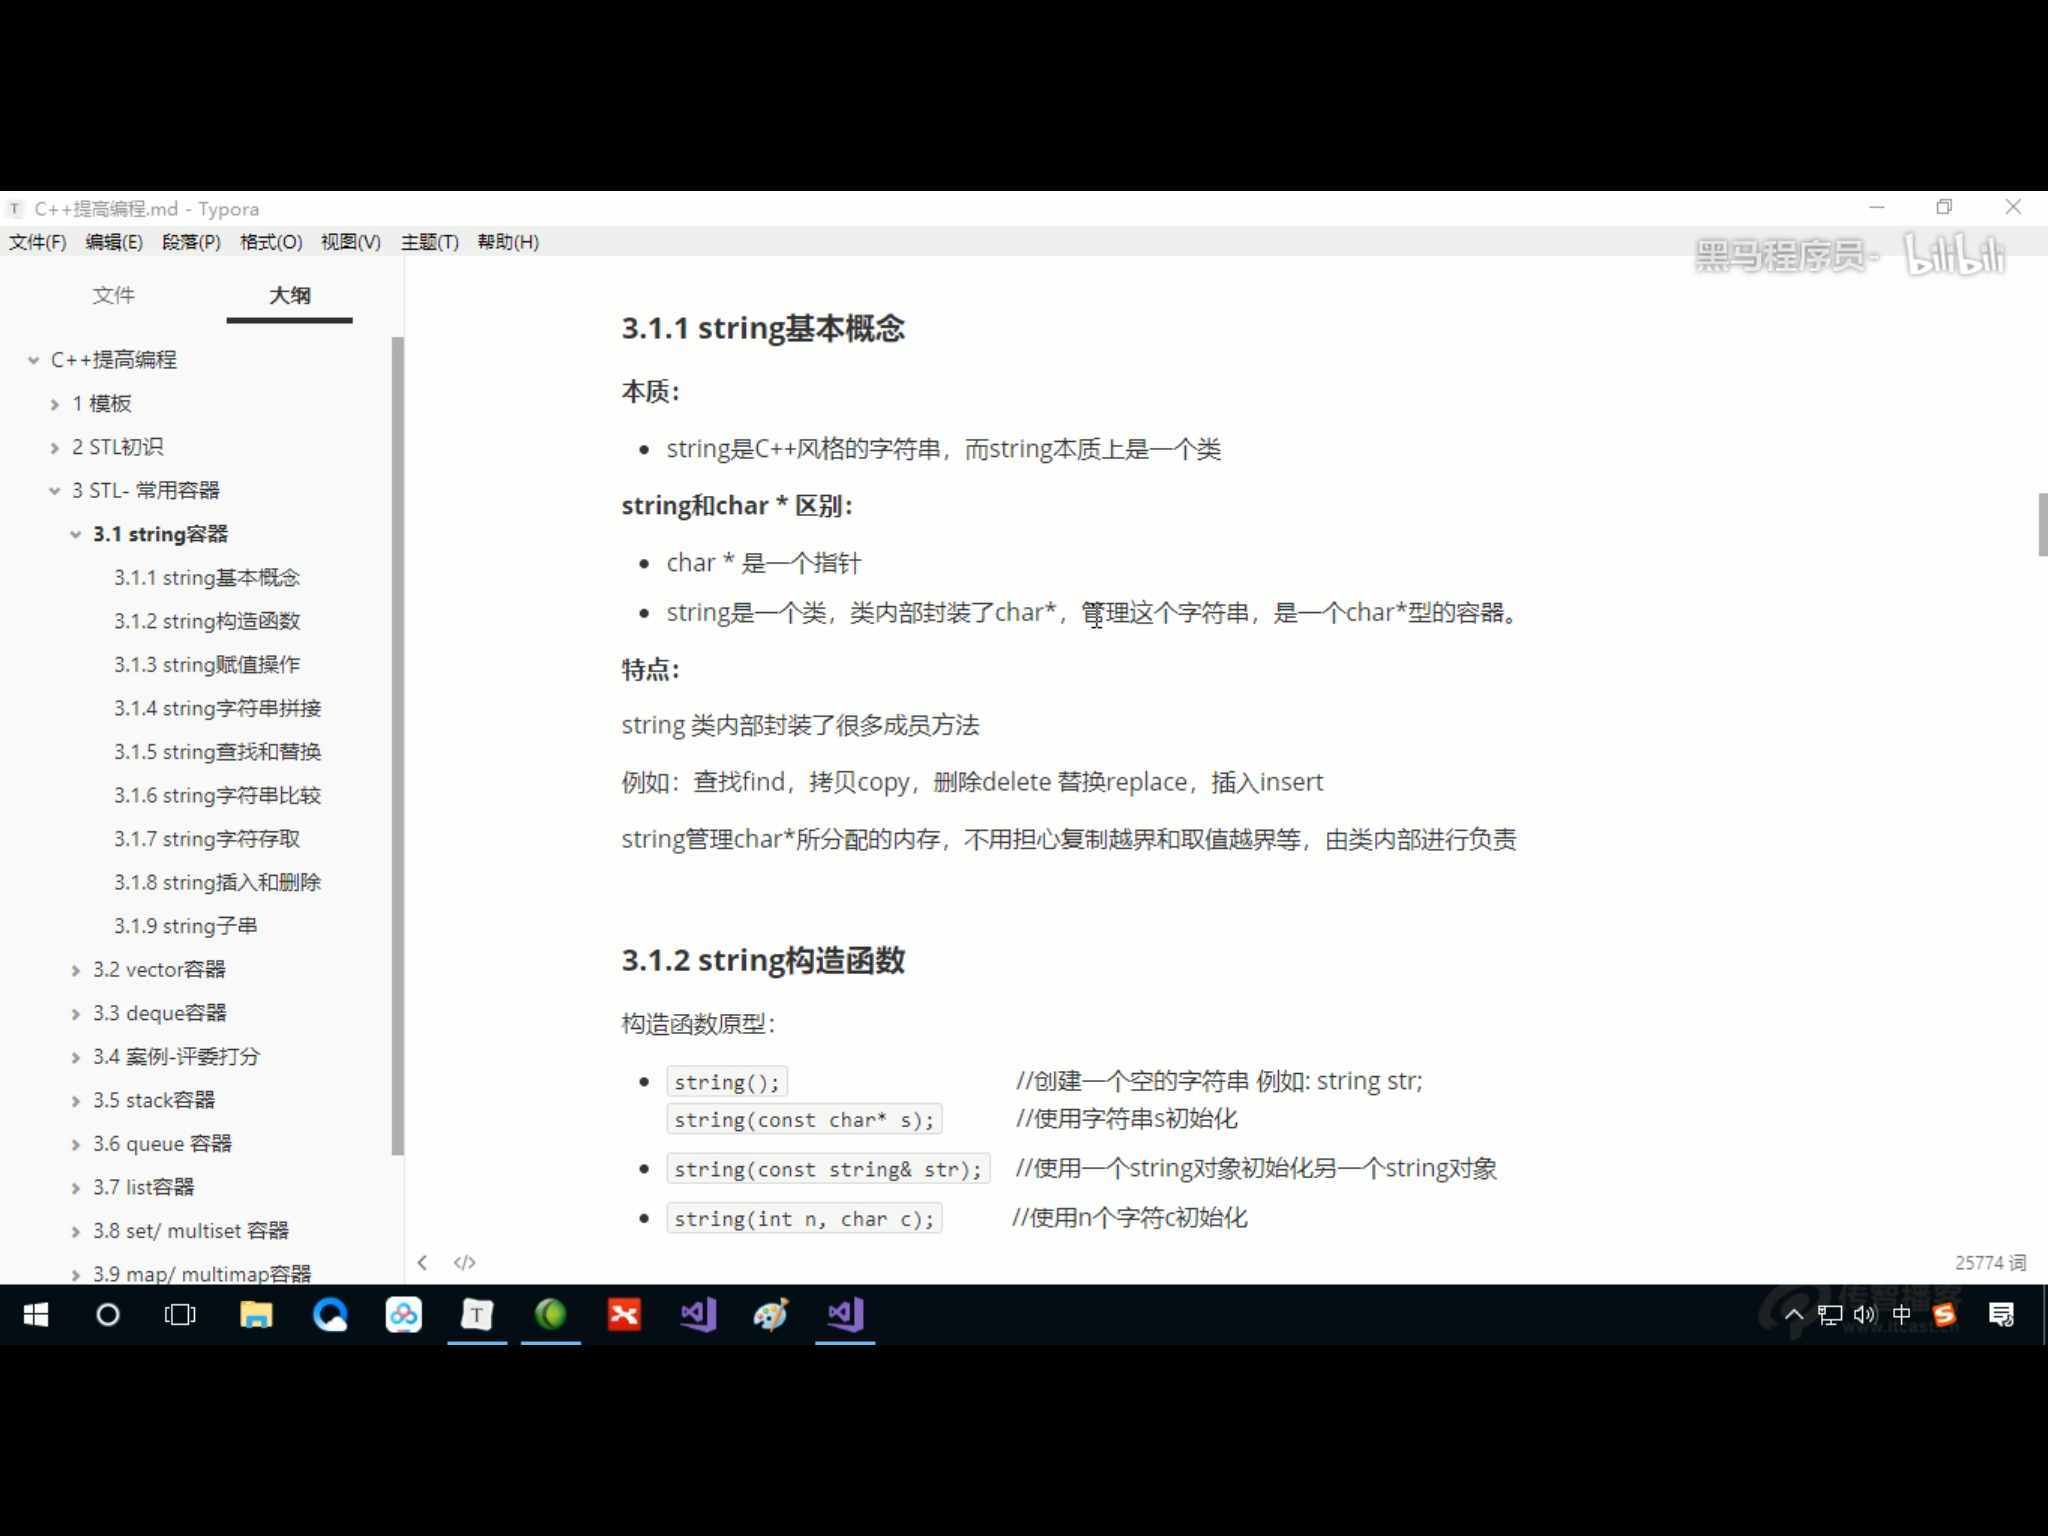 C++提高编程.md - Typora
文件(F) 编辑(E) 段落(P) 格式(O) 视图(V) 主题(T) 帮助(H)
黑马程序员- bilibili
文件 大纲
C++提高编程
1 模板
2 STL初识
3 STL- 常用容器
3.1 string容器
3.1.1 string基本概念
3.1.2 string构造函数
3.1.3 string赋值操作
3.1.4 string字符串拼接
3.1.5 string查找和替换
3.1.6 string字符串比较
3.1.7 string字符存取
3.1.8 string插入和删除
3.1.9 string子串
3.2 vector容器
3.3 deque容器
3.4 案例-评委打分
3.5 stack容器
3.6 queue 容器
3.7 list容器
3.8 set/ multiset 容器
3.9 map/ multimap容器
3.1.1 string基本概念
本质：
string是C++风格的字符串，而string本质上是一个类
string和char * 区别：
char * 是一个指针
string是一个类，类内部封装了char*，管理这个字符串，是一个char*型的容器。
特点：
string 类内部封装了很多成员方法
例如：查找find，拷贝copy，删除delete 替换replace，插入insert
string管理char*所分配的内存，不用担心复制越界和取值越界等，由类内部进行负责
3.1.2 string构造函数
构造函数原型：
string(); //创建一个空的字符串 例如: string str;
string(const char* s); //使用字符串s初始化
string(const string& str); //使用一个string对象初始化另一个string对象
string(int n, char c); //使用n个字符c初始化
25774 词
传智播客
www.itcast.cn
中